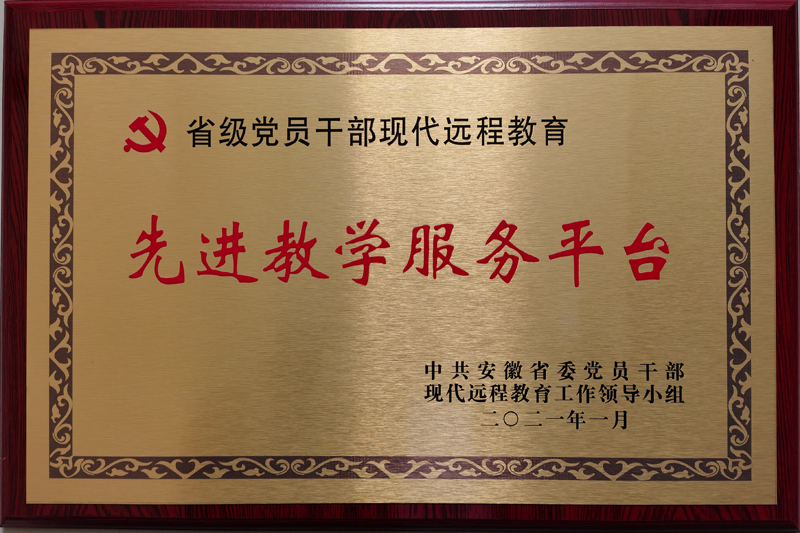 省级党员干部现代远程教育
先进教学服务平台
中共安徽省委党员干部
现代远程教育工作领导小组
二〇二一年一月